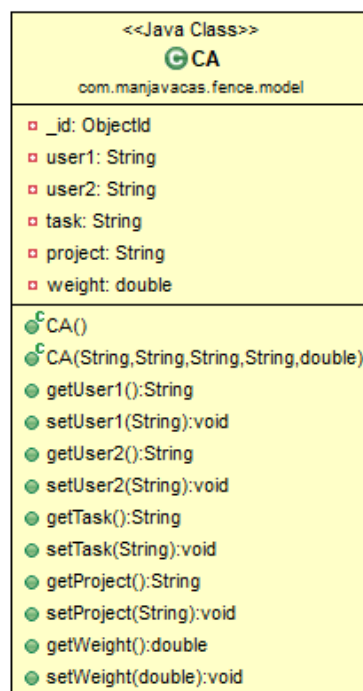 <<Java Class>>
CA
com.manjavacas.fence.model
_id: ObjectId
user1: String
user2: String
task: String
project: String
weight: double
CA()
CA(String,String,String,String,double)
getUser1():String
setUser1(String):void
getUser2():String
setUser2(String):void
getTask():String
setTask(String):void
getProject():String
setProject(String):void
getWeight():double
setWeight(double):void